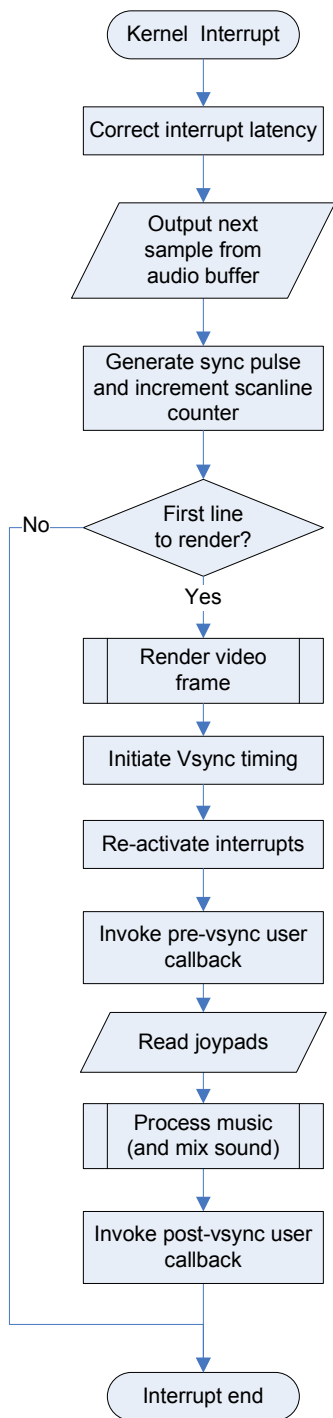 Kernel Interrupt
Correct interrupt latency
Output next
sample from
audio buffer
Generate sync pulse
and increment scanline
counter
First line
to render?
No
Yes
Render video
frame
Initiate Vsync timing
Re-activate interrupts
Invoke pre-vsync user
callback
Read joypads
Process music
(and mix sound)
Invoke post-vsync user
callback
Interrupt end